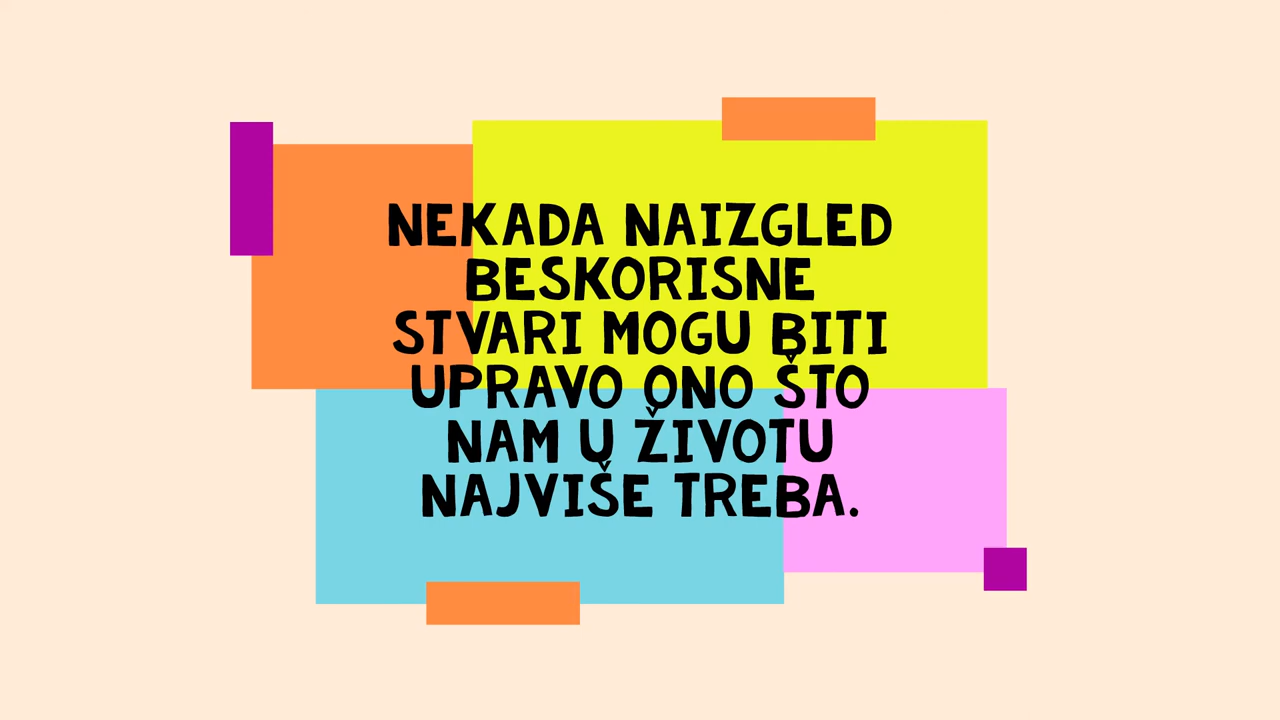 NEKADA NAIZGLED
BESKORISNE
STVARI MOGU BITI
UPRAVO ONO ŠTO
NAM U ŽIVOTU
NAJVIŠE TREBA.